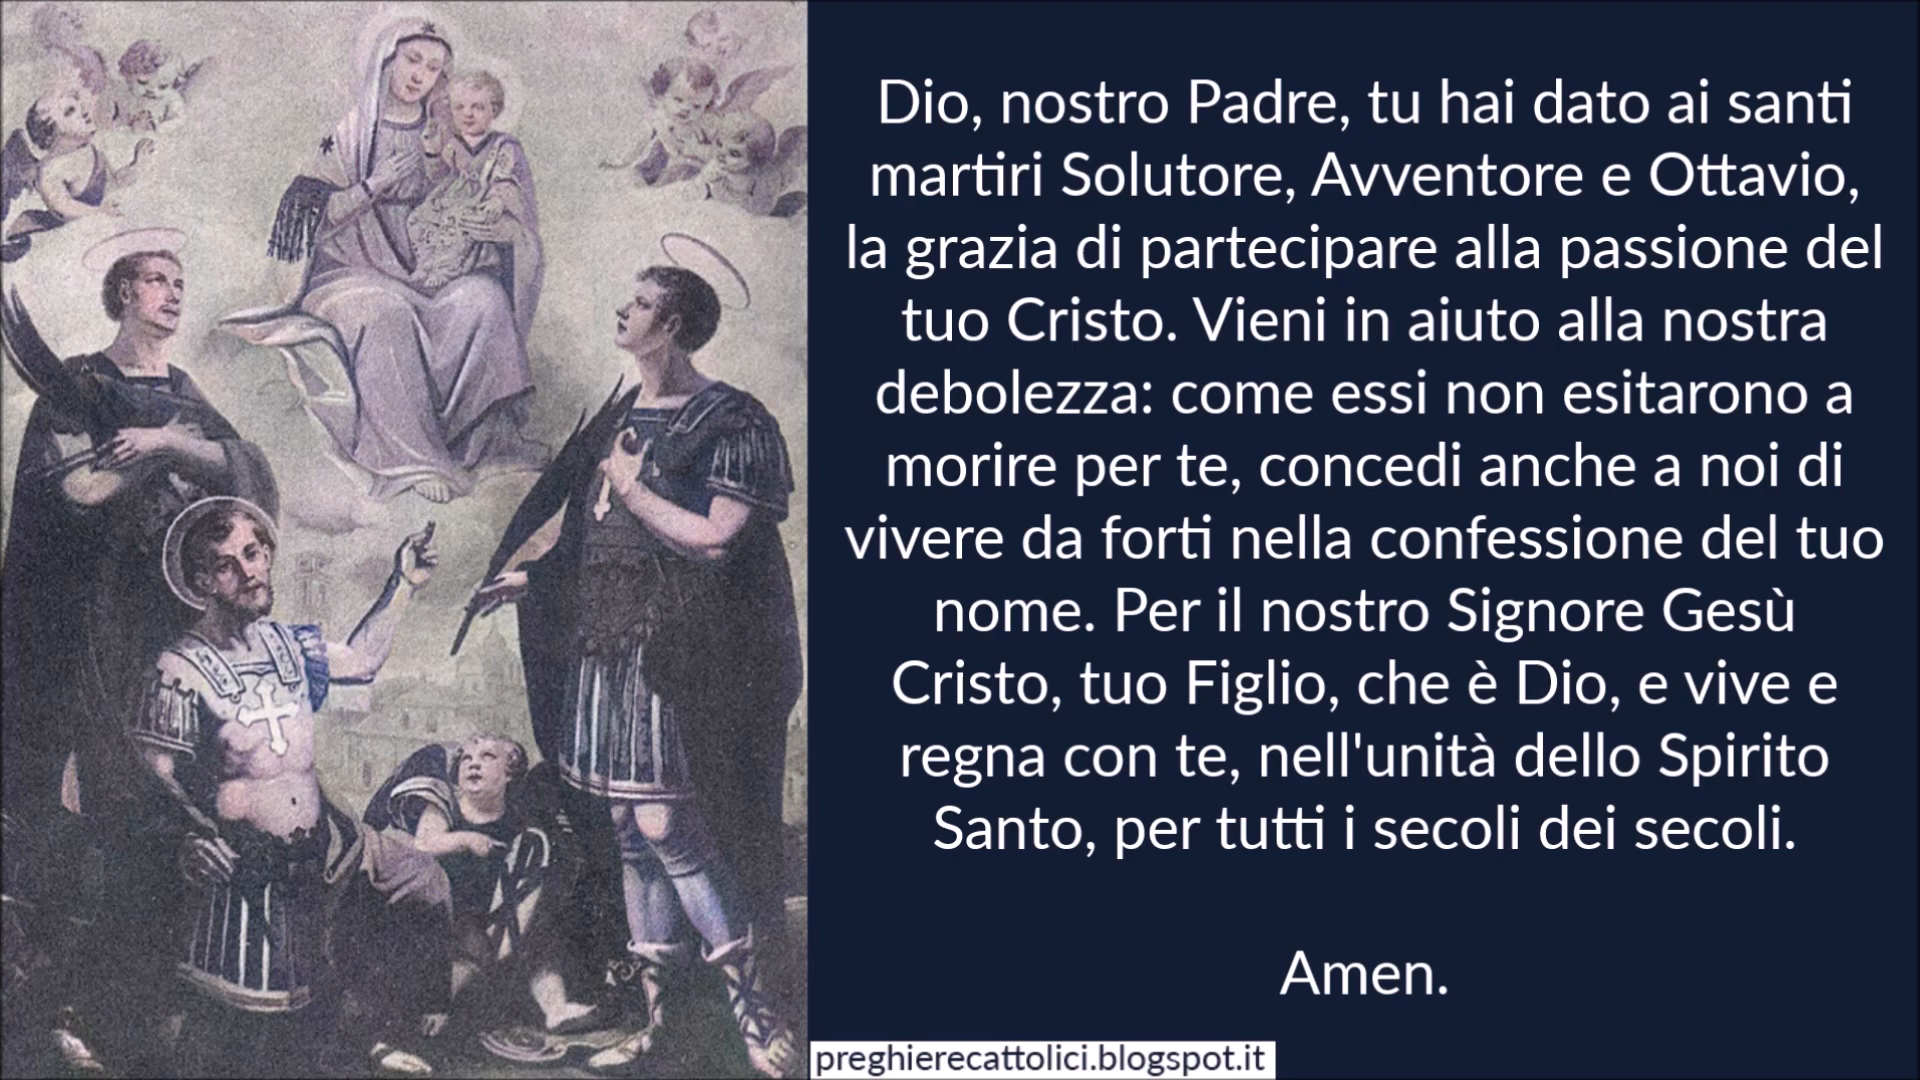 Dio, nostro Padre, tu hai dato ai santi
martiri Solutore, Avventore e Ottavio,
la grazia di partecipare alla passione del
tuo Cristo. Vieni in aiuto alla nostra
debolezza: come essi non esitarono a
morire per te, concedi anche a noi di
vivere da forti nella confessione del tuo
nome. Per il nostro Signore Gesù
Cristo, tuo Figlio, che è Dio, e vive e
regna con te, nell'unità dello Spirito
Santo, per tutti i secoli dei secoli.
Amen.
preghierecattolici.blogspot.it